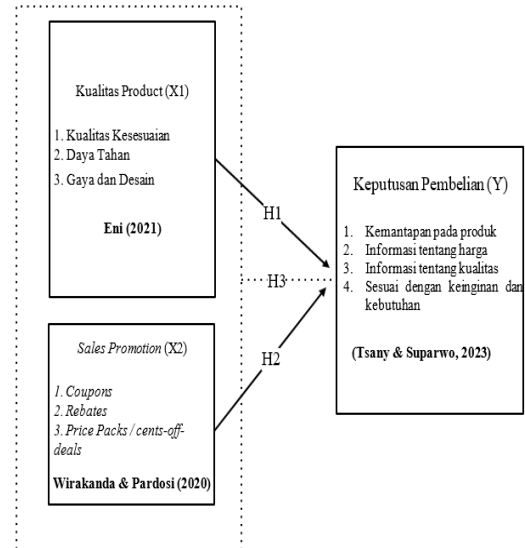 Kualitas Product (X1)
1. Kualitas Kesesuaian
2. Daya Tahan
3. Gaya dan Desain
Eni (2021)
H1
H3
H2
Sales Promotion (X2)
1. Coupons
2. Rebates
3. Price Packs / cents-off-
deals
Wirakanda & Pardosi (2020)
Keputusan Pembelian (Y)
1. Kemantapan pada produk
2. Informasi tentang harga
3. Informasi tentang kualitas
4. Sesuai dengan keinginan dan
kebutuhan
(Tsany & Suparwo, 2023)